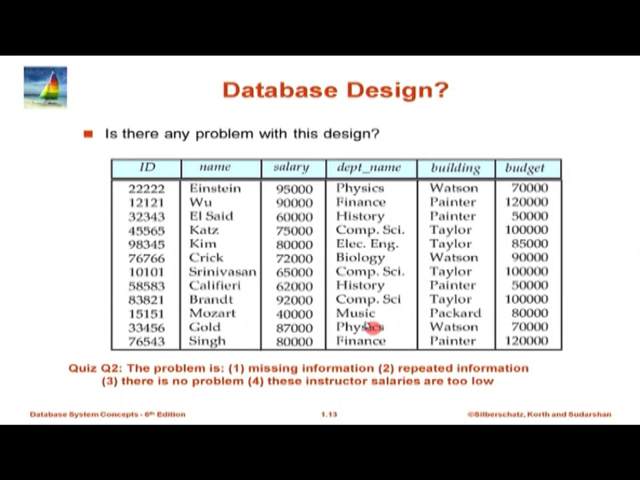 Database Design?
Is there any problem with this design?
ID name salary dept_name building budget
22222 Einstein 95000 Physics Watson 70000
12121 Wu 90000 Finance Painter 120000
32343 El Said 60000 History Painter 50000
45565 Katz 75000 Comp. Sci. Taylor 100000
98345 Kim 80000 Elec. Eng. Taylor 85000
76766 Crick 72000 Biology Watson 90000
10101 Srinivasan 65000 Comp. Sci. Taylor 100000
58583 Califieri 62000 History Painter 50000
83821 Brandt 92000 Comp. Sci Taylor 100000
15151 Mozart 40000 Music Packard 80000
33456 Gold 87000 Physics Watson 70000
76543 Singh 80000 Finance Painter 120000
Quiz Q2: The problem is: (1) missing information (2) repeated information
(3) there is no problem (4) these instructor salaries are too low
Database System Concepts - 6th Edition 1.13 ©Silberschatz, Korth and Sudarshan